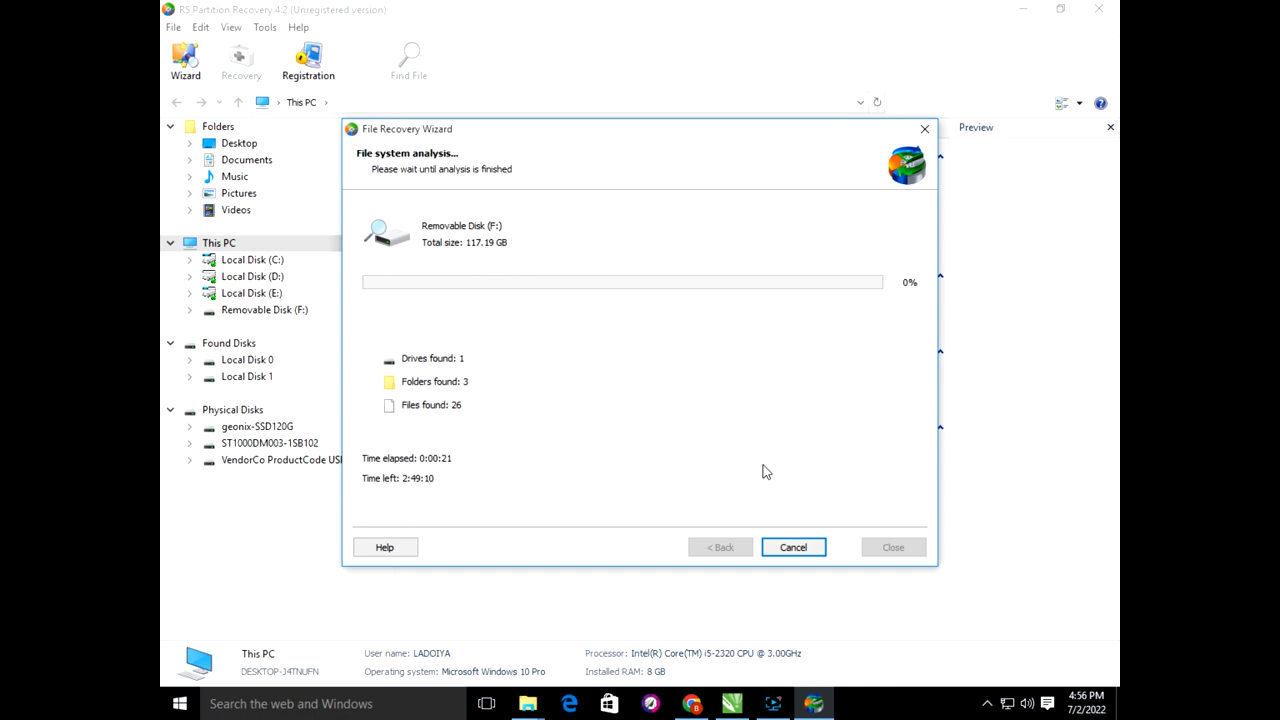 RS Partition Recovery 4.2 (Unregistered version)
File Edit View Tools Help
Wizard Recovery Registration Find File
This PC
Folders
Desktop
Documents
Music
Pictures
Videos
This PC
Local Disk (C:)
Local Disk (D:)
Local Disk (E:)
Removable Disk (F:)
Found Disks
Local Disk 0
Local Disk 1
Physical Disks
geonix-SSD120G
ST1000DM003-1SB102
VendorCo ProductCode US
File Recovery Wizard
File system analysis...
Please wait until analysis is finished
Removable Disk (F:)
Total size: 117.19 GB
0%
Drives found: 1
Folders found: 3
Files found: 26
Time elapsed: 0:00:21
Time left: 2:49:10
Help < Back Cancel Close
Preview
This PC
DESKTOP-J4TNUFN
User name: LADOIYA
Operating system: Microsoft Windows 10 Pro
Processor: Intel(R) Core(TM) i5-2320 CPU @ 3.00GHz
Installed RAM: 8 GB
Search the web and Windows
4:56 PM
7/2/2022